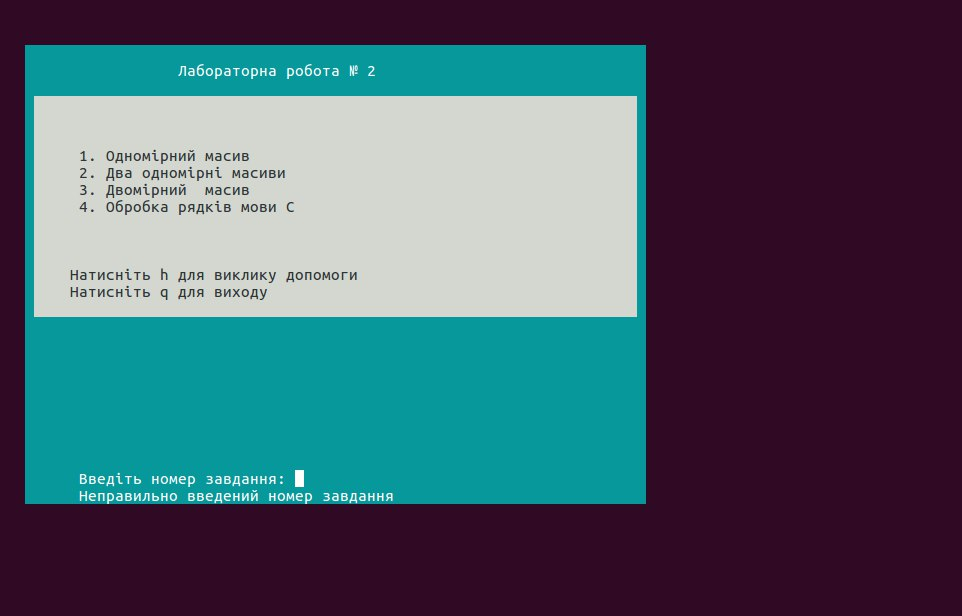 Лабораторна робота № 2
1. Одномірний масив
2. Два одномірні масиви
3. Двомірний  масив
4. Обробка рядків мови С
Натисніть h для виклику допомоги
Натисніть q для виходу
Введіть номер завдання:
Неправильно введений номер завдання